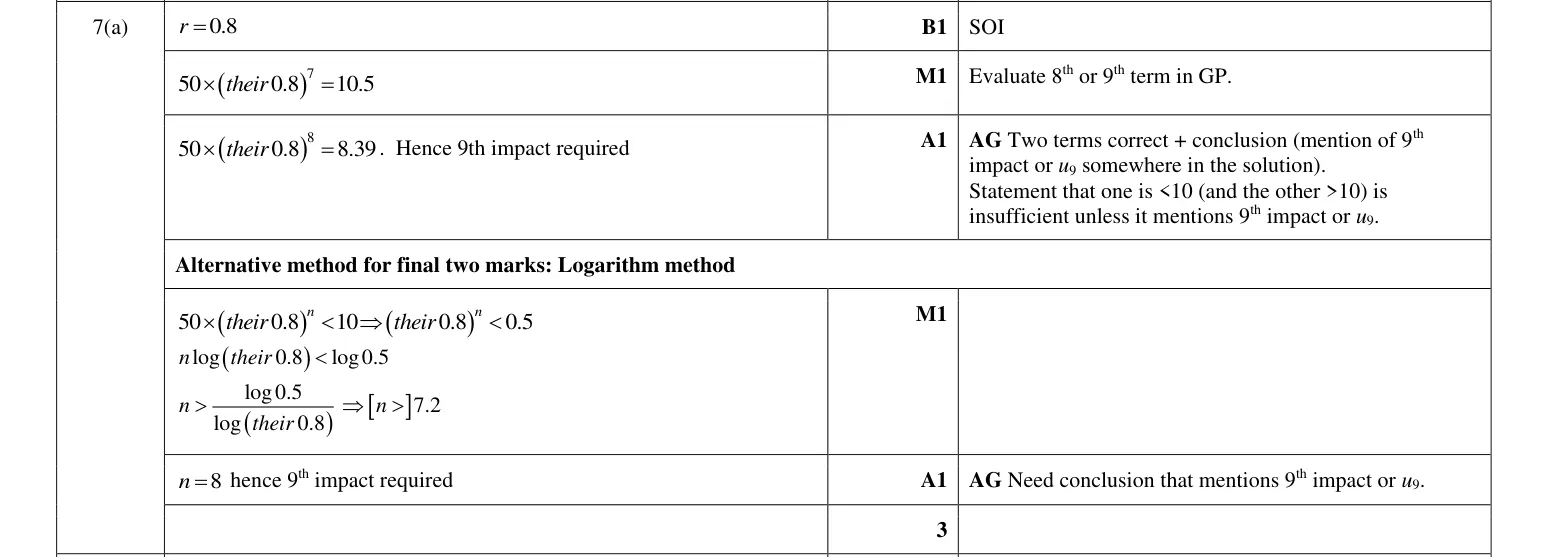 7(a) r = 0.8 B1 SOI
50×(their 0.8)⁷ = 10.5 M1 Evaluate 8th or 9th term in GP.
50×(their 0.8)⁸ = 8.39. Hence 9th impact required A1 AG Two terms correct + conclusion (mention of 9th
impact or u₉ somewhere in the solution).
Statement that one is <10 (and the other >10) is
insufficient unless it mentions 9th impact or u₉.
Alternative method for final two marks: Logarithm method
50×(their 0.8)ⁿ <10⇒(their 0.8)ⁿ <0.5 M1
n log(their 0.8) < log 0.5
n > log 0.5 / log(their 0.8) ⇒[n >]7.2
n = 8 hence 9th impact required A1 AG Need conclusion that mentions 9th impact or u₉.
3